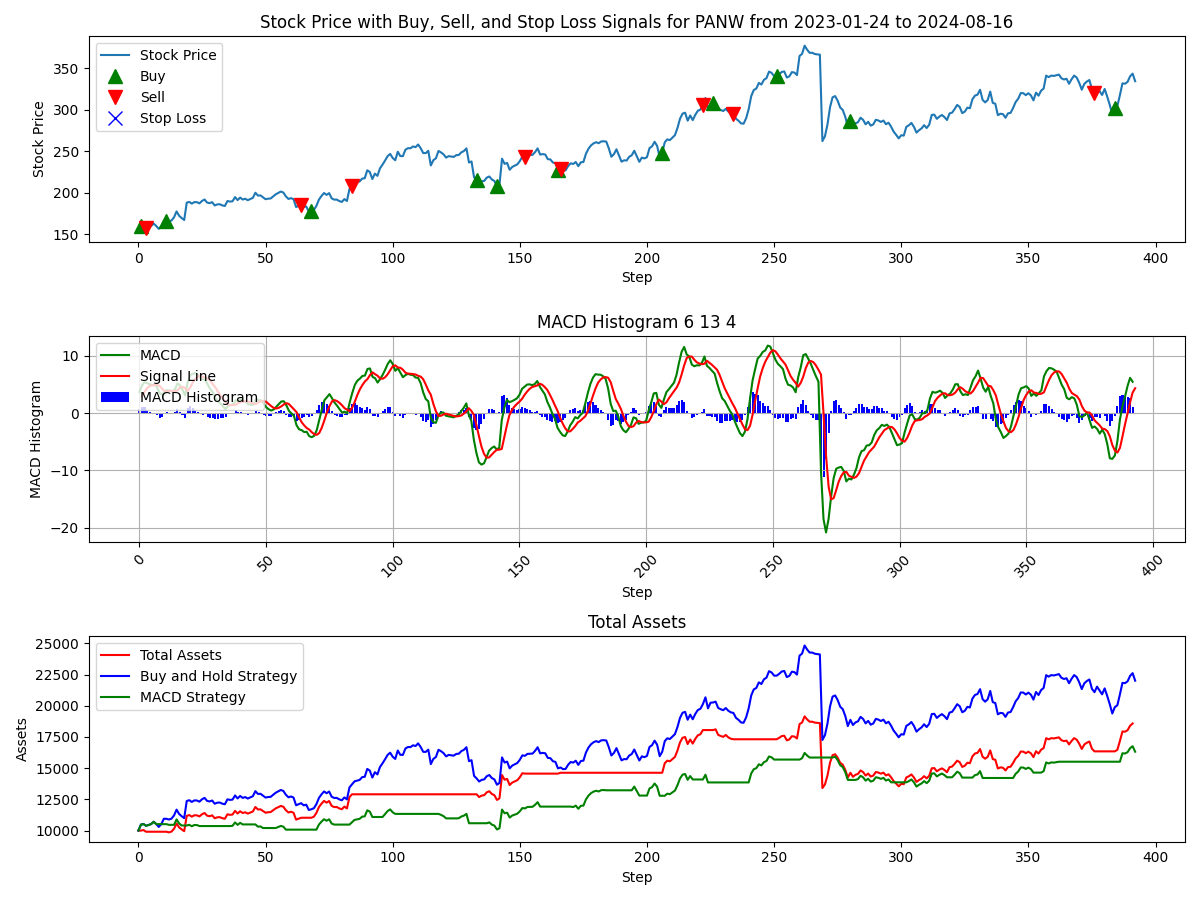 Stock Price with Buy, Sell, and Stop Loss Signals for PANW from 2023-01-24 to 2024-08-16
Stock Price
Buy
Sell
Stop Loss
Stock Price
350
300
250
200
150
0 50 100 150 200 250 300 350 400
Step
MACD Histogram 6 13 4
MACD
Signal Line
MACD Histogram
MACD Histogram
10
0
−10
−20
0 50 100 150 200 250 300 350 400
Step
Total Assets
Total Assets
Buy and Hold Strategy
MACD Strategy
Assets
25000
22500
20000
17500
15000
12500
10000
0 50 100 150 200 250 300 350 400
Step